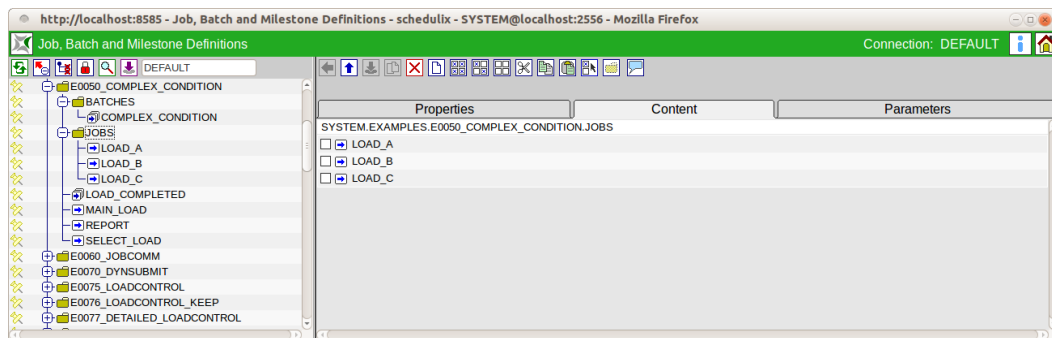 http://localhost:8585 - Job, Batch and Milestone Definitions - schedulix - SYSTEM@localhost:2556 - Mozilla Firefox
Job, Batch and Milestone Definitions
Connection: DEFAULT
DEFAULT
E0050_COMPLEX_CONDITION
BATCHES
COMPLEX_CONDITION
JOBS
LOAD_A
LOAD_B
LOAD_C
LOAD_COMPLETED
MAIN_LOAD
REPORT
SELECT_LOAD
E0060_JOBCOMM
E0070_DYNSUBMIT
E0075_LOADCONTROL
E0076_LOADCONTROL_KEEP
E0077_DETAILED_LOADCONTROL
Properties
Content
Parameters
SYSTEM.EXAMPLES.E0050_COMPLEX_CONDITION.JOBS
LOAD_A
LOAD_B
LOAD_C